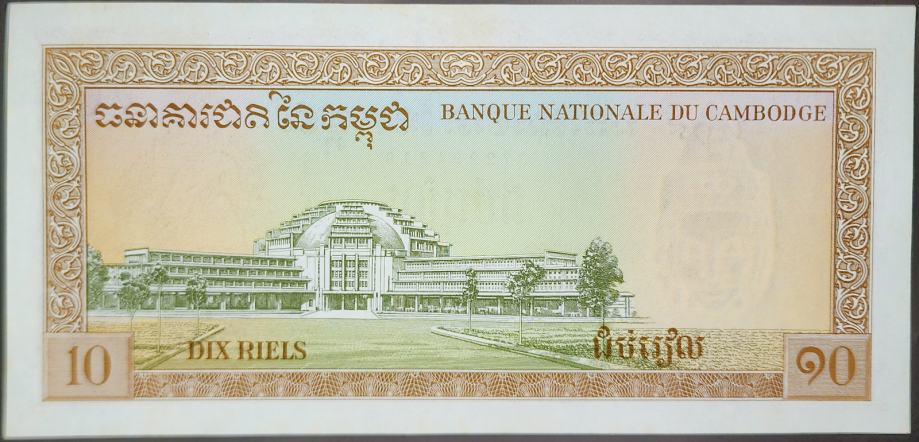 ធនាគារជាតិនៃកម្ពុជា BANQUE NATIONALE DU CAMBODGE
DIX RIELS ដប់រៀល
10 ១០